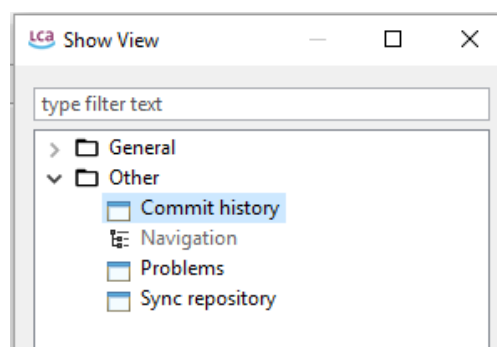 LCa Show View
type filter text
General
Other
Commit history
Navigation
Problems
Sync repository